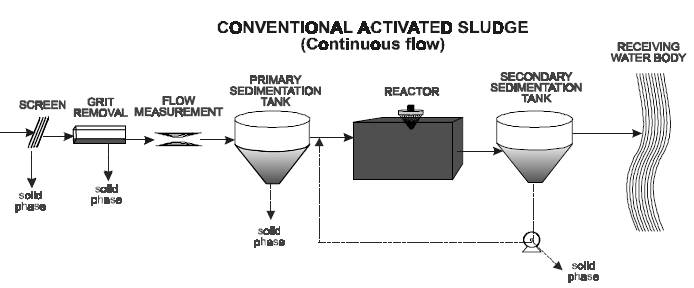 CONVENTIONAL ACTIVATED SLUDGE
(Continuous flow)
RECEIVING
WATER BODY
SCREEN
GRIT
REMOVAL
FLOW
MEASUREMENT
PRIMARY
SEDIMENTATION
TANK
REACTOR
SECONDARY
SEDIMENTATION
TANK
solid
phase
solid
phase
solid
phase
solid
phase